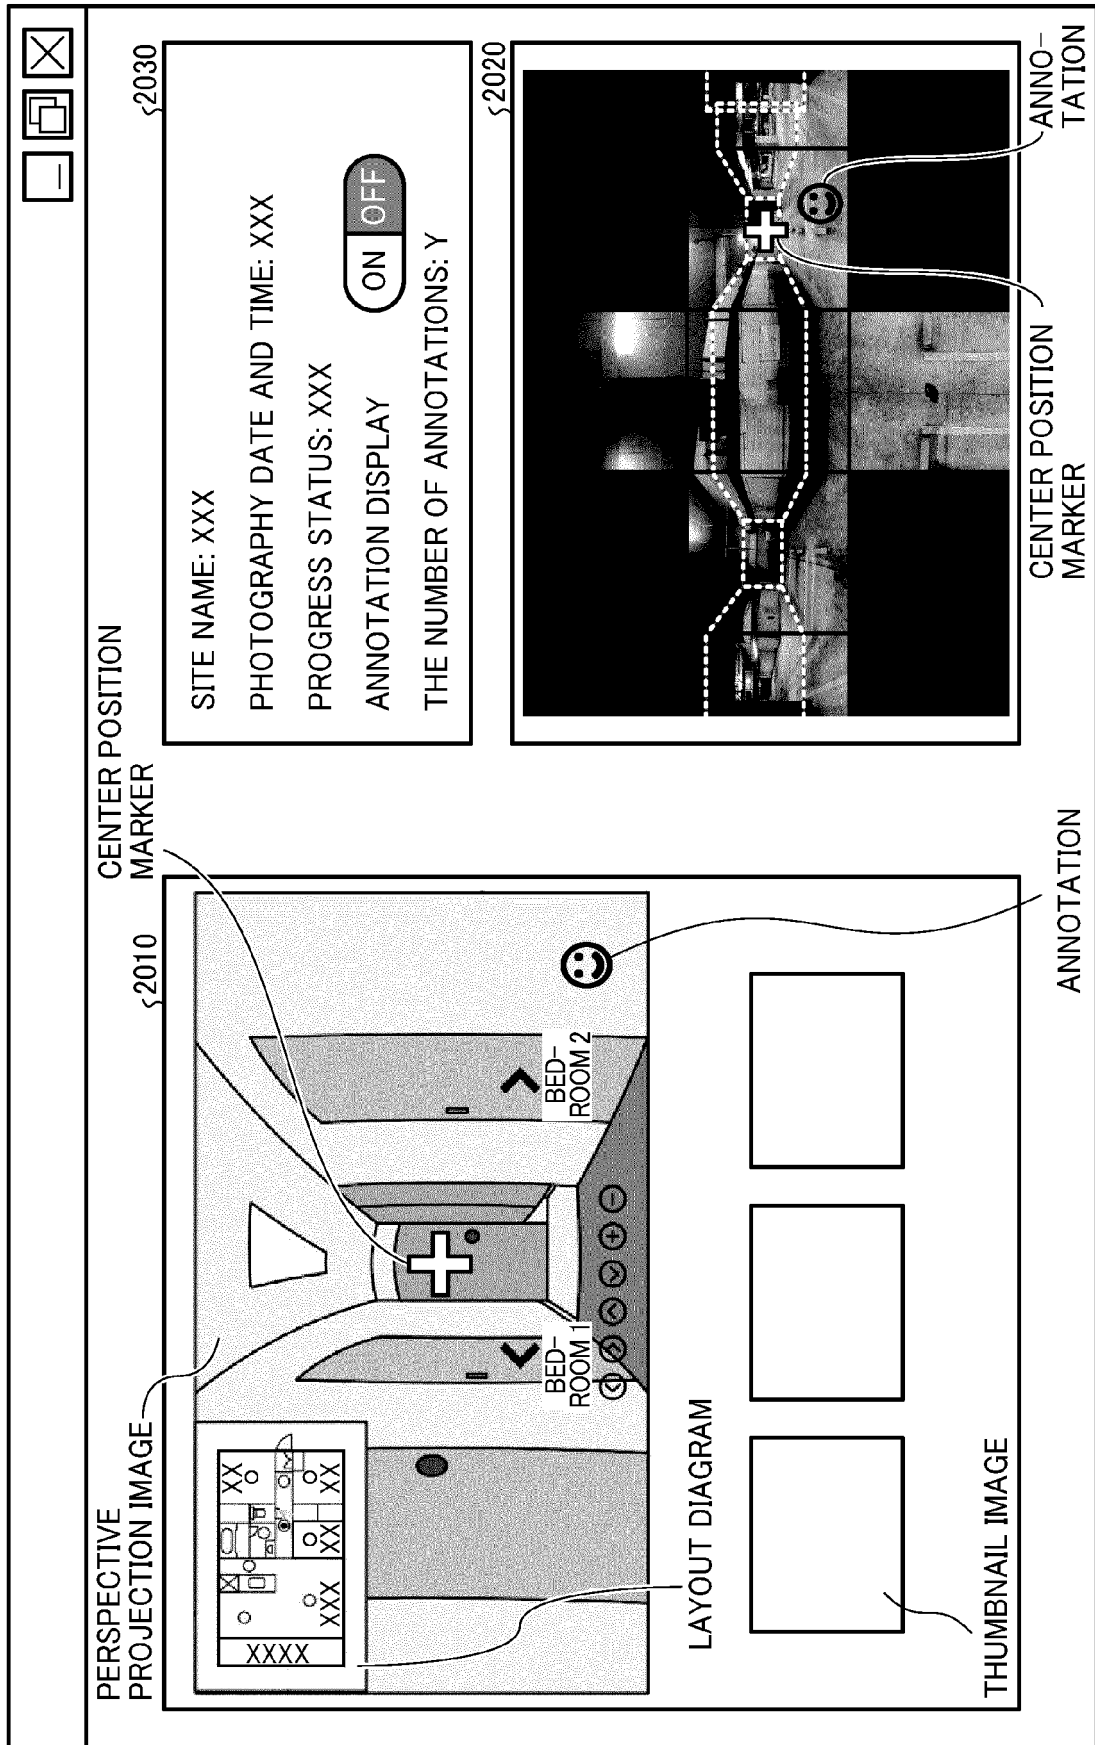 PERSPECTIVE
PROJECTION IMAGE
2010
CENTER POSITION
MARKER
XXXX
XXX
XX
XX
XX
BED-
ROOM 1
BED-
ROOM 2
LAYOUT DIAGRAM
THUMBNAIL IMAGE
ANNOTATION
2030
SITE NAME: XXX
PHOTOGRAPHY DATE AND TIME: XXX
PROGRESS STATUS: XXX
ANNOTATION DISPLAY
ON OFF
THE NUMBER OF ANNOTATIONS: Y
2020
CENTER POSITION
MARKER
ANNO-
TATION